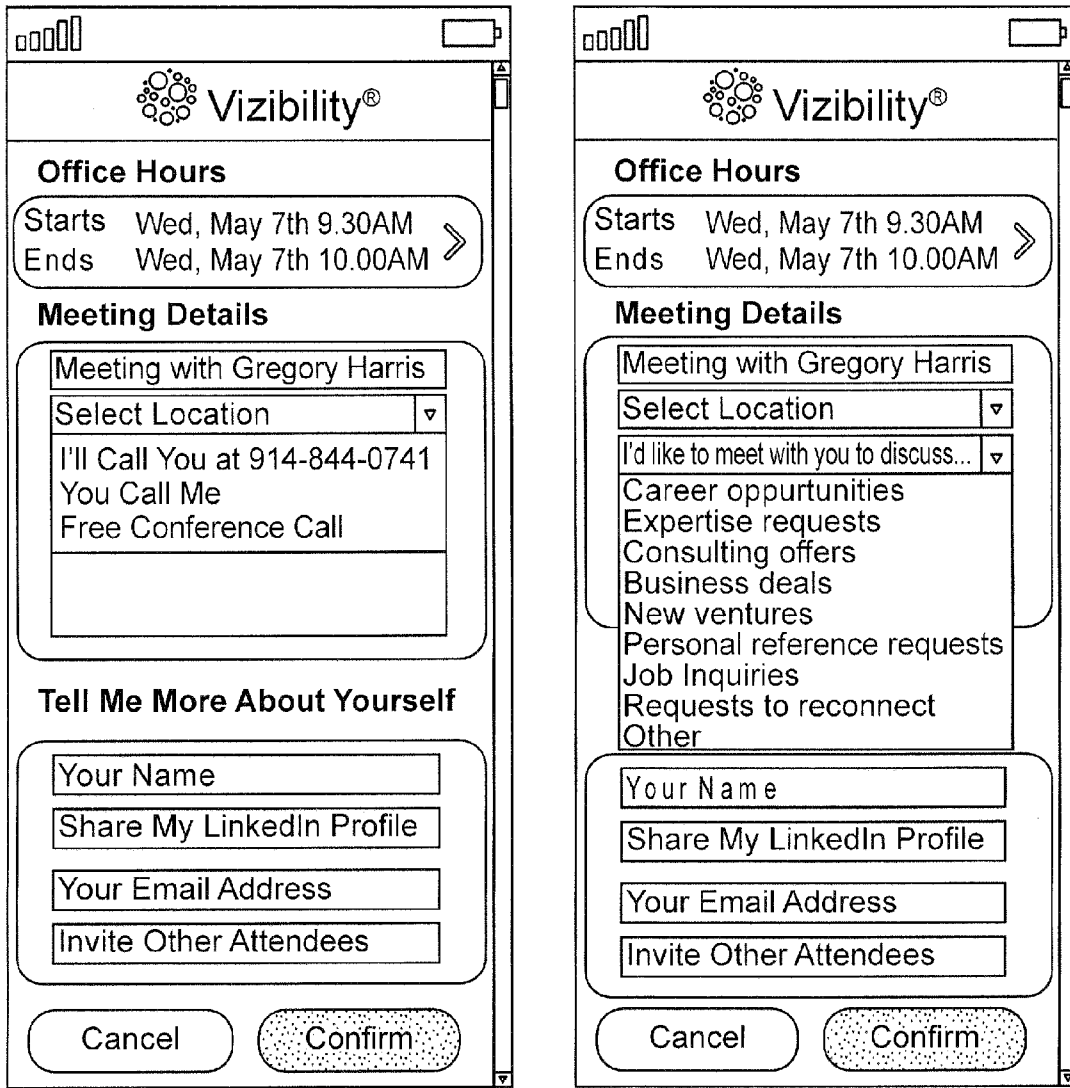 Vizibility®
Office Hours
Starts Wed, May 7th 9.30AM
Ends Wed, May 7th 10.00AM
Meeting Details
Meeting with Gregory Harris
Select Location
I'll Call You at 914-844-0741
You Call Me
Free Conference Call
Tell Me More About Yourself
Your Name
Share My LinkedIn Profile
Your Email Address
Invite Other Attendees
Cancel Confirm
Vizibility®
Office Hours
Starts Wed, May 7th 9.30AM
Ends Wed, May 7th 10.00AM
Meeting Details
Meeting with Gregory Harris
Select Location
I'd like to meet with you to discuss...
Career oppurtunities
Expertise requests
Consulting offers
Business deals
New ventures
Personal reference requests
Job Inquiries
Requests to reconnect
Other
Your Name
Share My LinkedIn Profile
Your Email Address
Invite Other Attendees
Cancel Confirm